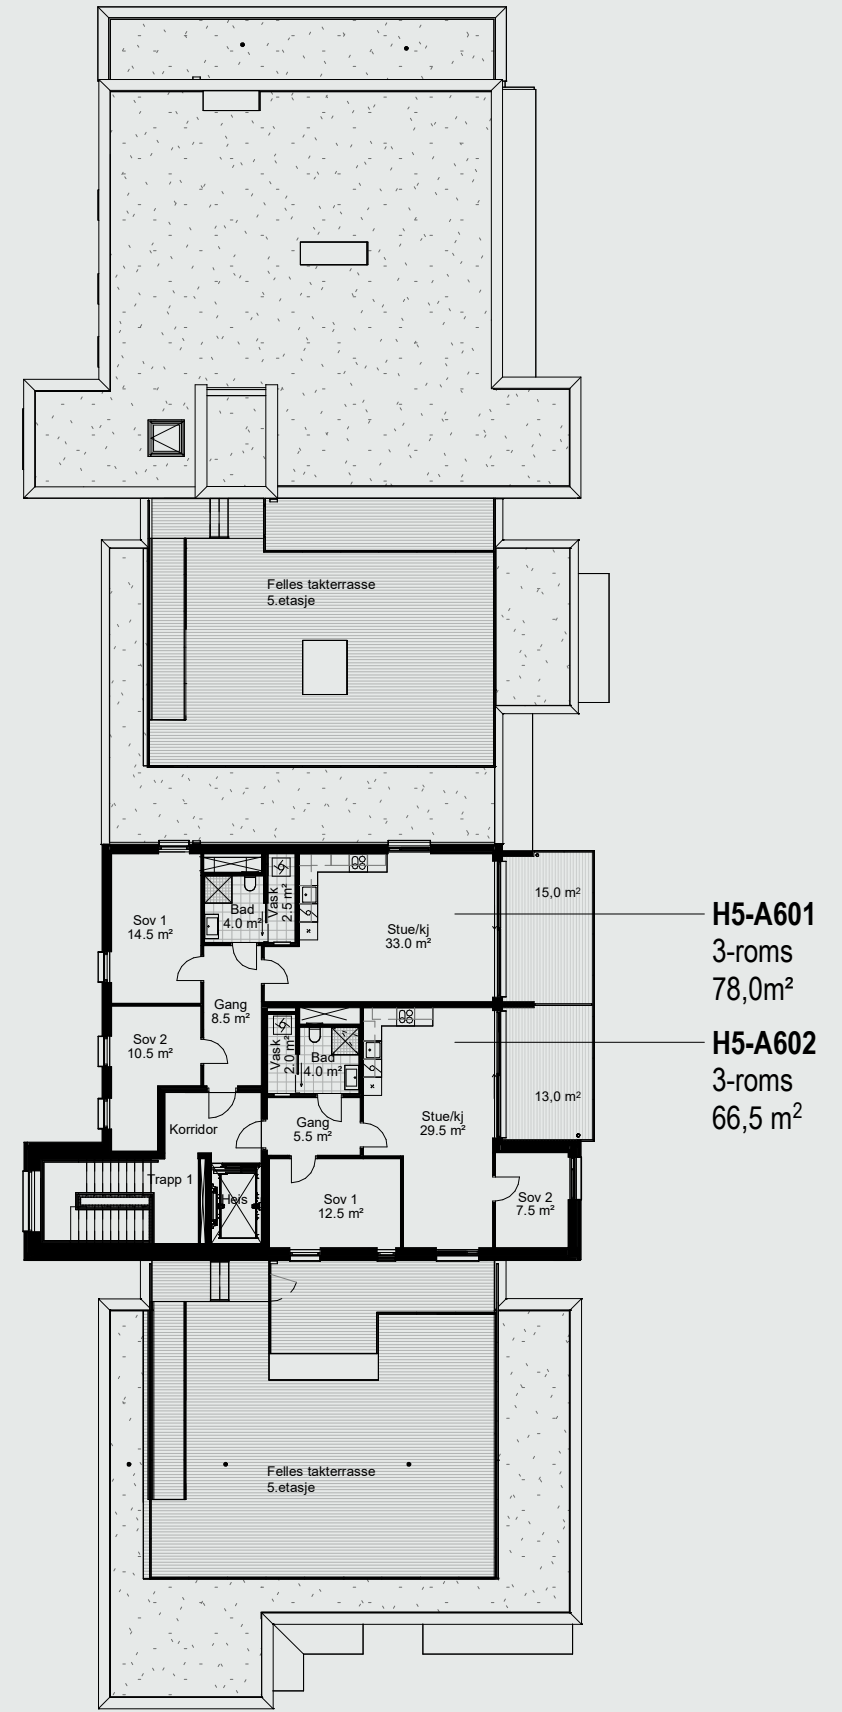 Felles takterrasse
5.etasje
Sov 1
14.5 m²
Bad
4.0 m²
Vask
2.5 m²
Stue/kj
33.0 m²
15,0 m²
H5-A601
3-roms
78,0m²
Gang
8.5 m²
Sov 2
10.5 m²
Vask
2.0 m²
Bad
4.0 m²
13,0 m²
H5-A602
3-roms
66,5 m²
Korridor
Gang
5.5 m²
Stue/kj
29.5 m²
Trapp 1
Heis
Sov 1
12.5 m²
Sov 2
7.5 m²
Felles takterrasse
5.etasje